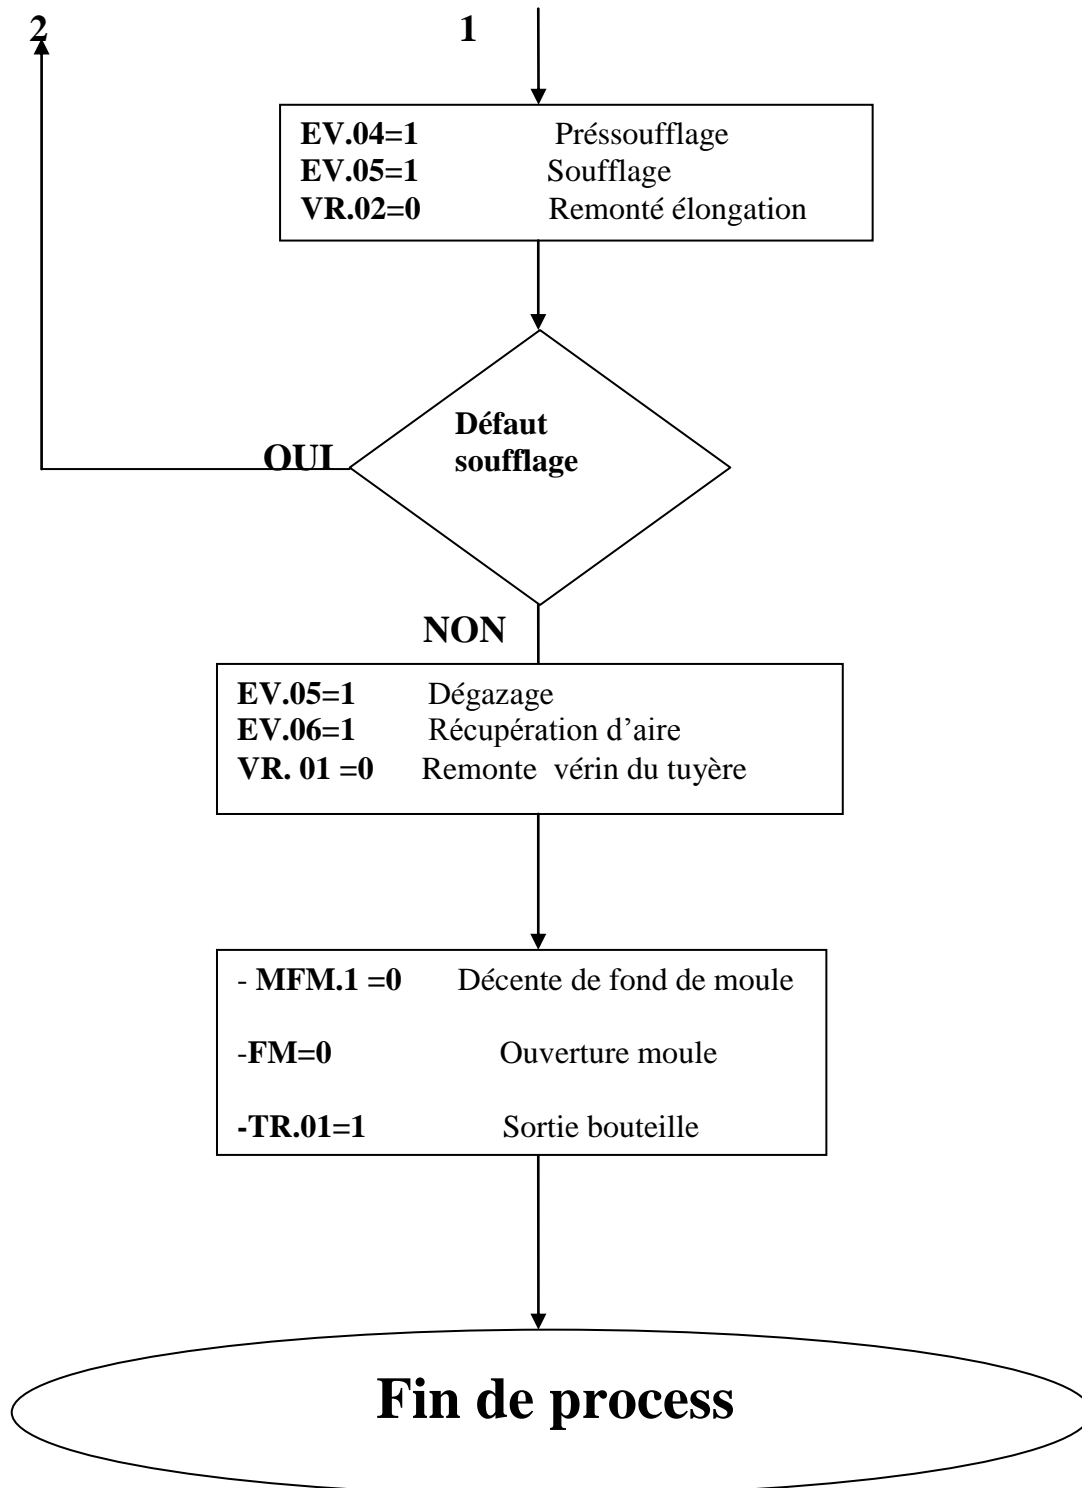 2 1
EV.04=1 Préssoufflage
EV.05=1 Soufflage
VR.02=0 Remonté élongation
Défaut
soufflage
OUI
NON
EV.05=1 Dégazage
EV.06=1 Récupération d’aire
VR. 01 =0 Remonte vérin du tuyère
- MFM.1 =0 Décente de fond de moule
-FM=0 Ouverture moule
-TR.01=1 Sortie bouteille
Fin de process